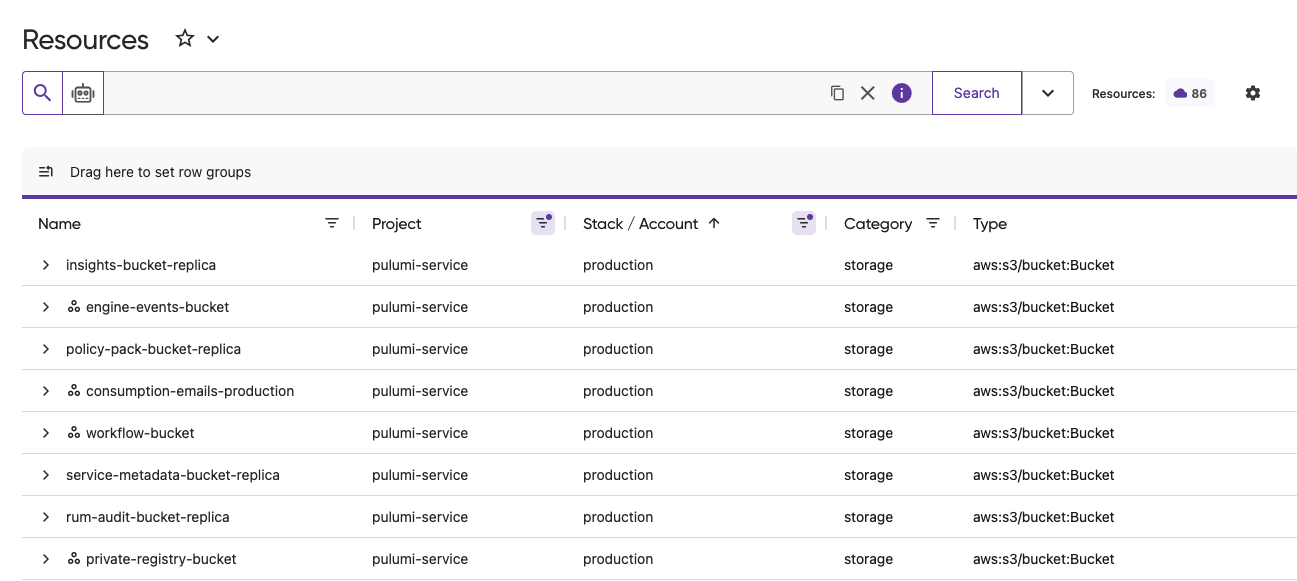 Resources
Search Resources: 86
Drag here to set row groups
Name Project Stack / Account Category Type
insights-bucket-replica pulumi-service production storage aws:s3/bucket:Bucket
engine-events-bucket pulumi-service production storage aws:s3/bucket:Bucket
policy-pack-bucket-replica pulumi-service production storage aws:s3/bucket:Bucket
consumption-emails-production pulumi-service production storage aws:s3/bucket:Bucket
workflow-bucket pulumi-service production storage aws:s3/bucket:Bucket
service-metadata-bucket-replica pulumi-service production storage aws:s3/bucket:Bucket
rum-audit-bucket-replica pulumi-service production storage aws:s3/bucket:Bucket
private-registry-bucket pulumi-service production storage aws:s3/bucket:Bucket